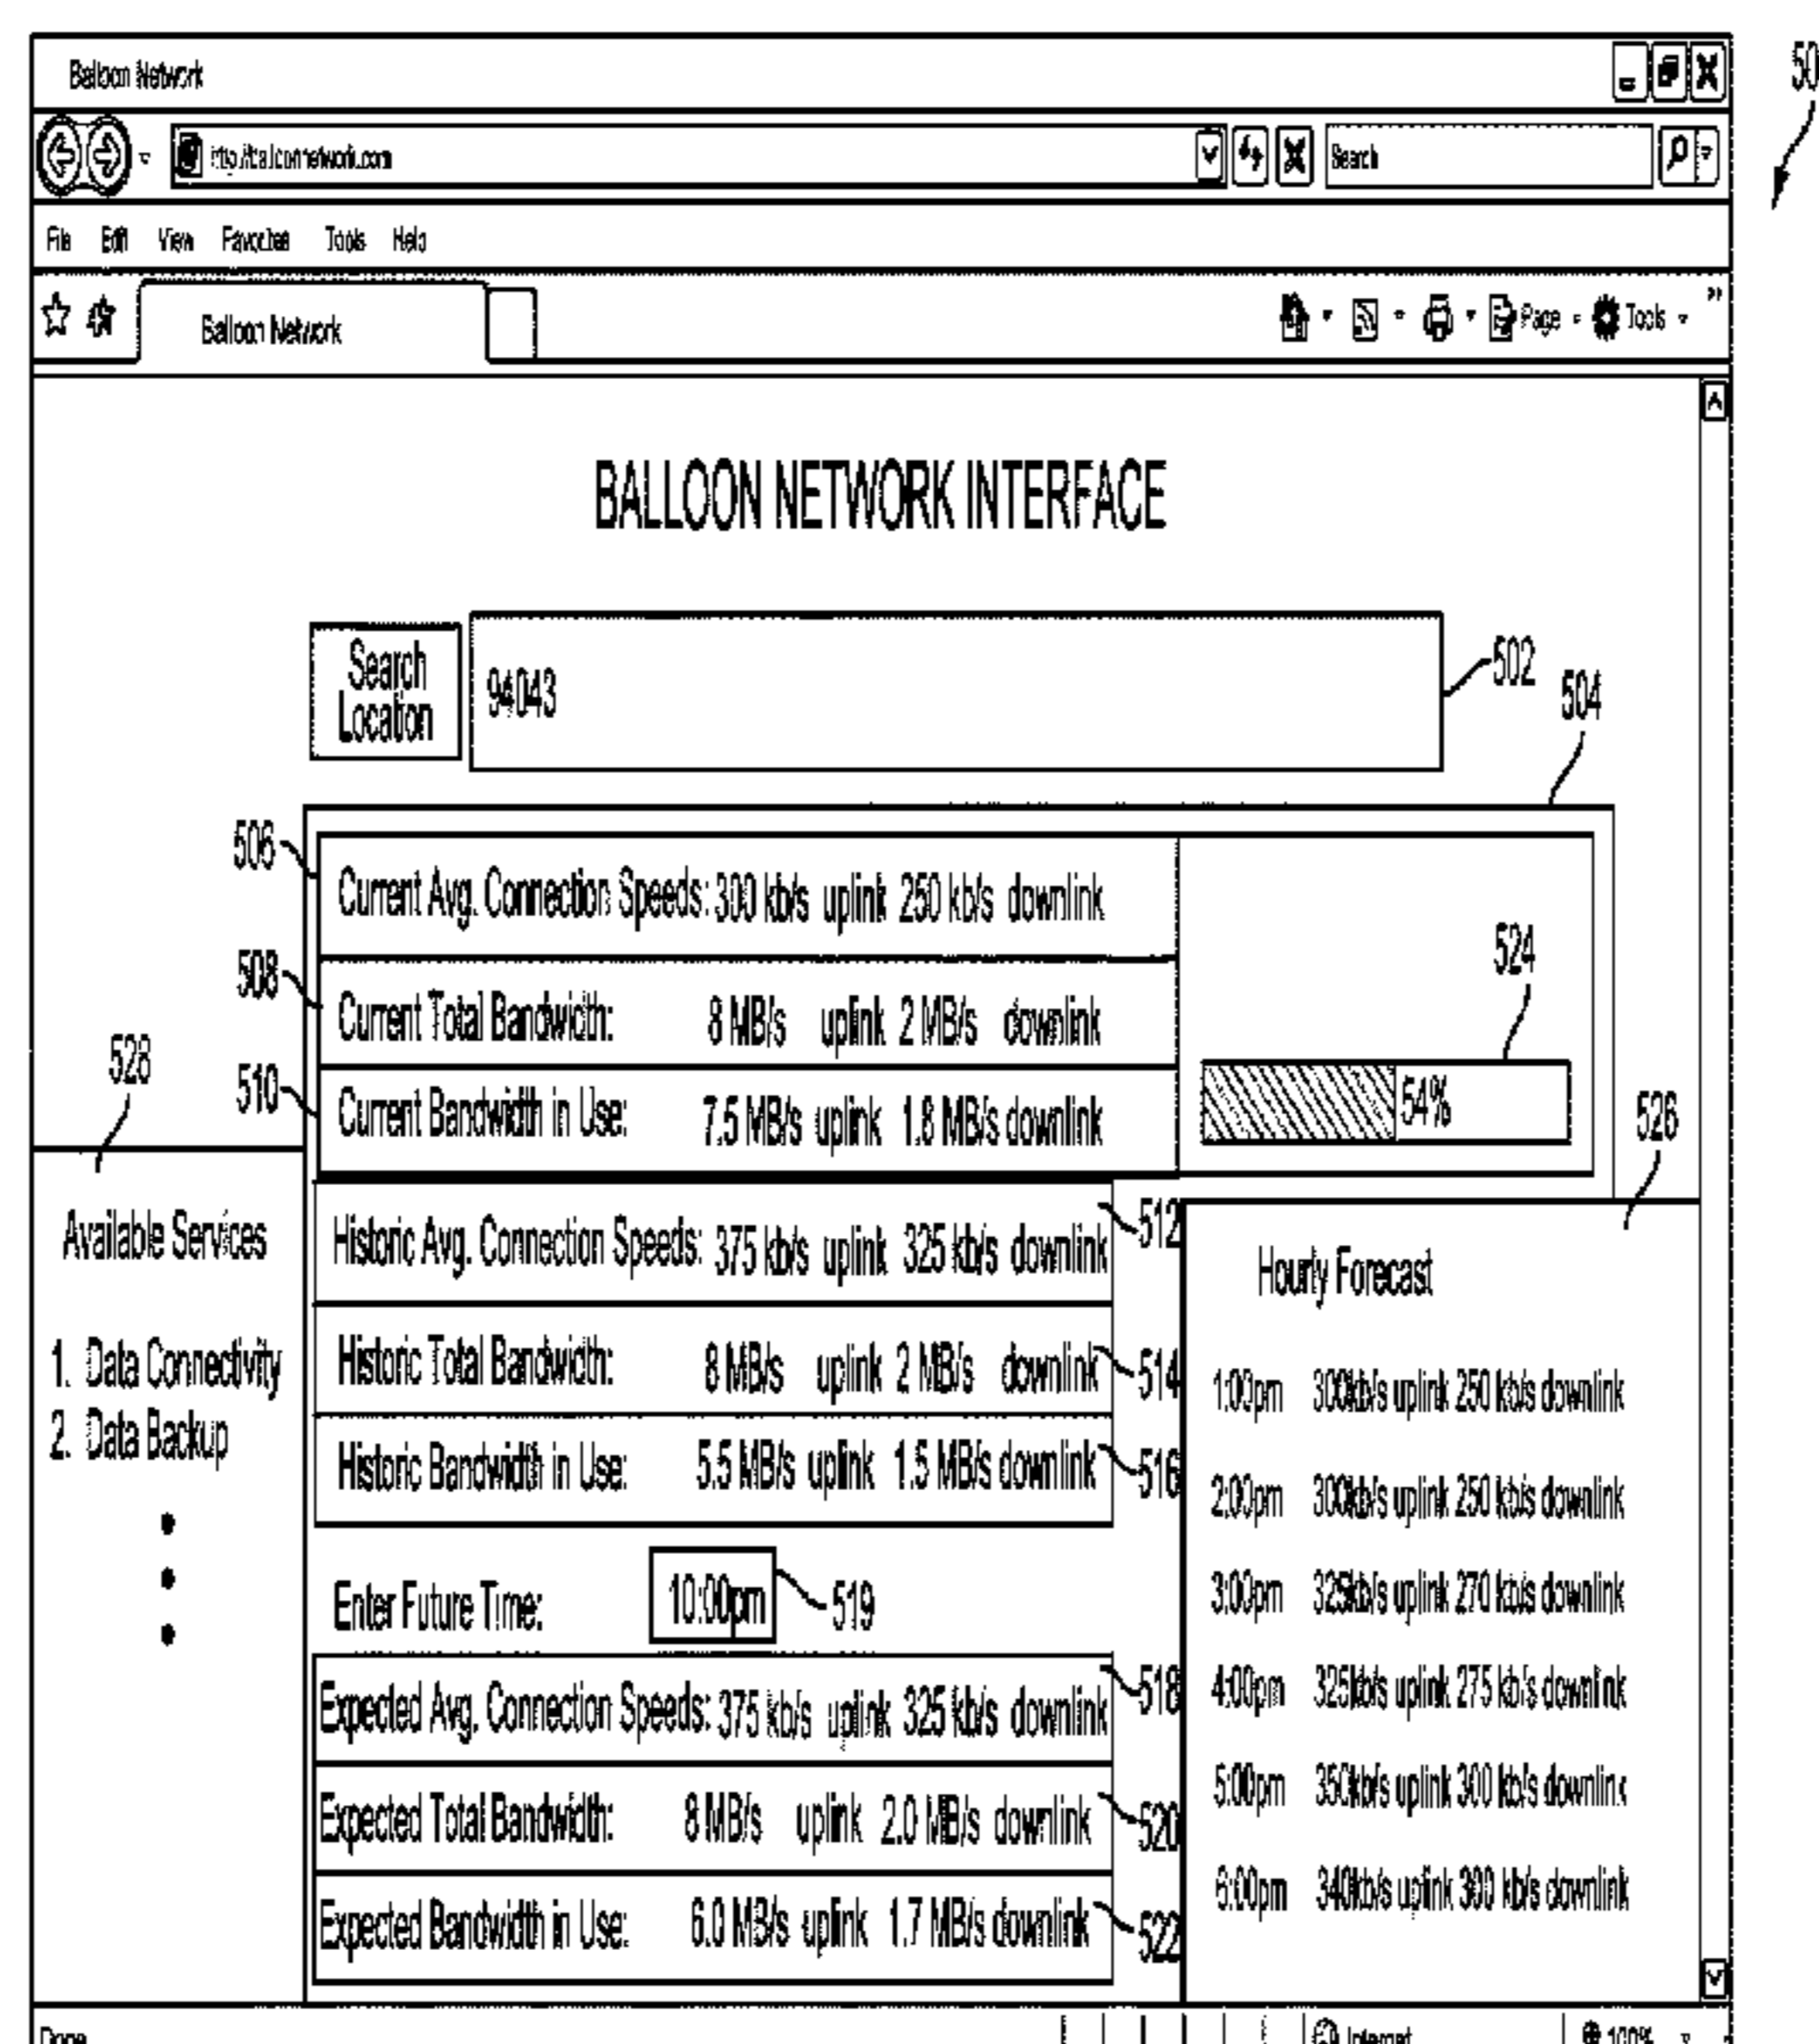 Balloon Network
50
http://balloonnetwork.com
Search
File Edit View Favorites Tools Help
Balloon Network
Page Tools
BALLOON NETWORK INTERFACE
Search Location
94043
502
504
506
Current Avg. Connection Speeds: 300 kb/s uplink 250 kb/s downlink
508
Current Total Bandwidth: 8 MB/s uplink 2 MB/s downlink
524
510
Current Bandwidth in Use: 7.5 MB/s uplink 1.8 MB/s downlink
54%
528
Available Services
1. Data Connectivity
2. Data Backup
Historic Avg. Connection Speeds: 375 kb/s uplink 325 kb/s downlink
512
Historic Total Bandwidth: 8 MB/s uplink 2 MB/s downlink
514
Historic Bandwidth in Use: 5.5 MB/s uplink 1.5 MB/s downlink
516
Enter Future Time: 10:00pm
519
Expected Avg. Connection Speeds: 375 kb/s uplink 325 kb/s downlink
518
Expected Total Bandwidth: 8 MB/s uplink 2.0 MB/s downlink
520
Expected Bandwidth in Use: 6.0 MB/s uplink 1.7 MB/s downlink
522
526
Hourly Forecast
1:00pm 300kb/s uplink 250 kb/s downlink
2:00pm 300kb/s uplink 250 kb/s downlink
3:00pm 325kb/s uplink 270 kb/s downlink
4:00pm 325kb/s uplink 275 kb/s downlink
5:00pm 350kb/s uplink 300 kb/s downlink
6:00pm 340kb/s uplink 300 kb/s downlink
Done
Internet
100%